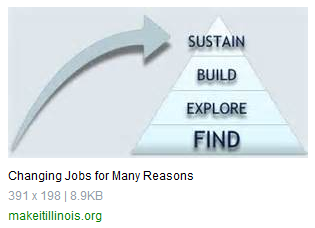 SUSTAIN
BUILD
EXPLORE
FIND
Changing Jobs for Many Reasons
391 x 198 | 8.9KB
makeitillinois.org